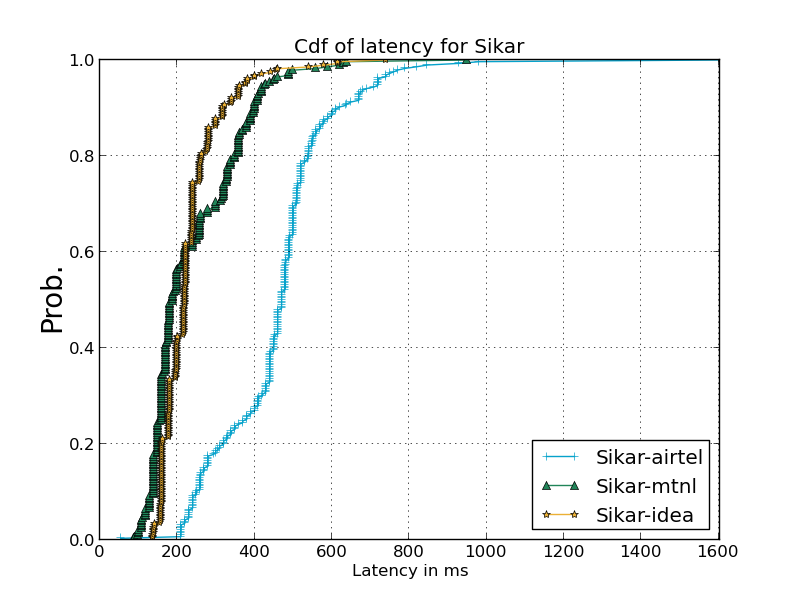 Cdf of latency for Sikar
Prob.
1.0
0.8
0.6
0.4
0.2
0.0
0 200 400 600 800 1000 1200 1400 1600
Latency in ms
Sikar-airtel
Sikar-mtnl
Sikar-idea